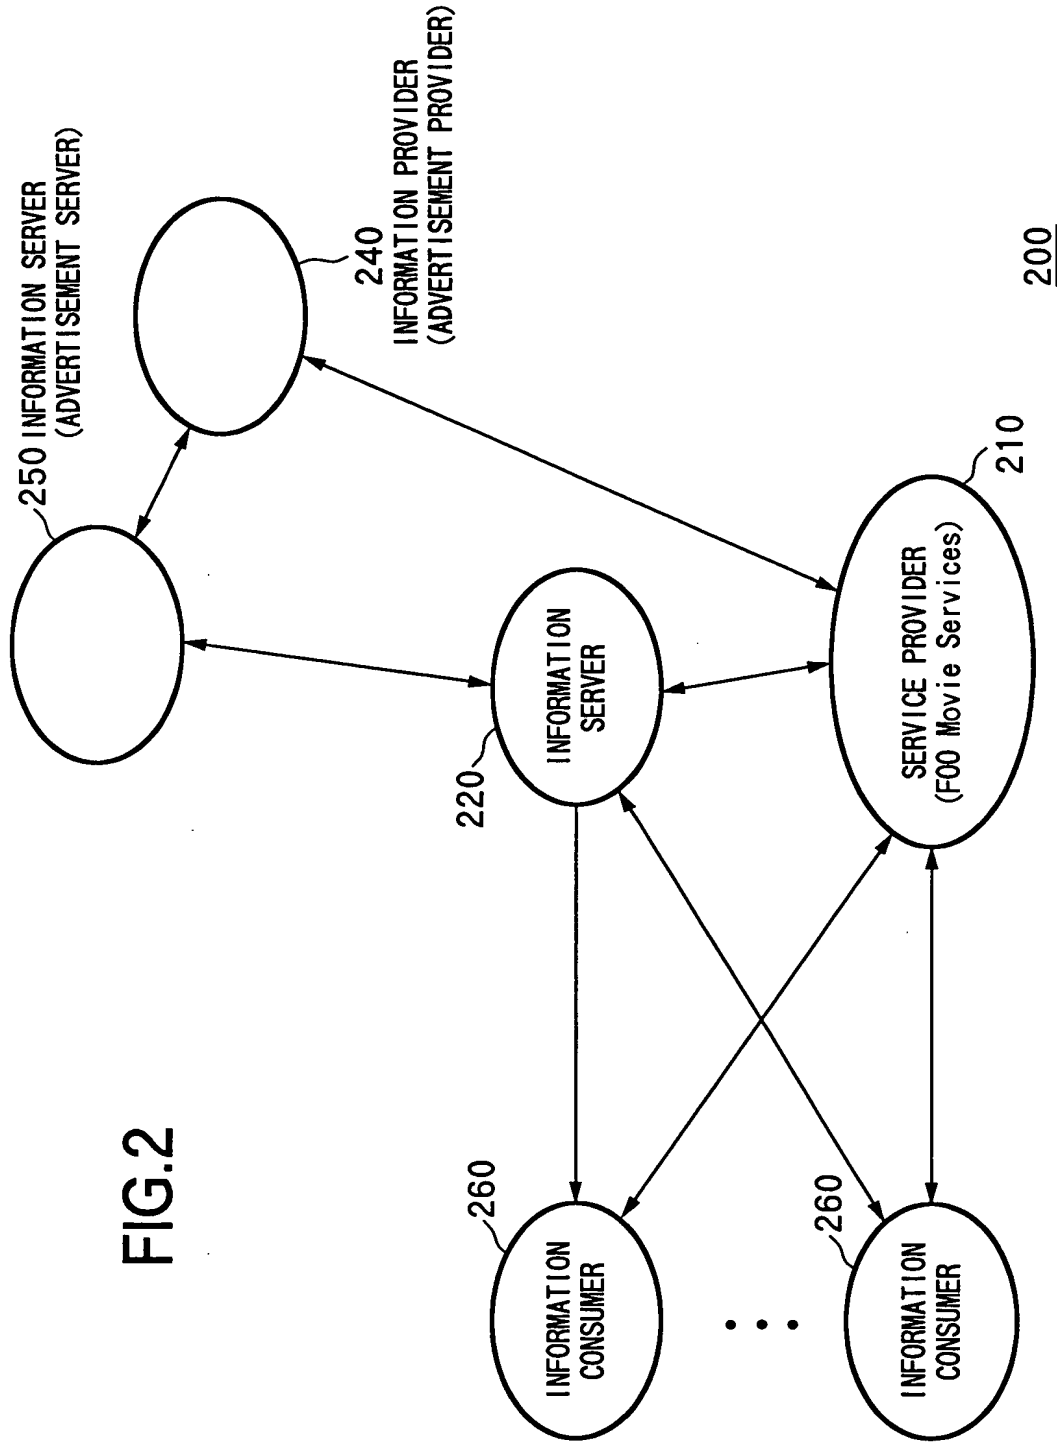 FIG.2
250 INFORMATION SERVER
(ADVERTISEMENT SERVER)
240
INFORMATION PROVIDER
(ADVERTISEMENT PROVIDER)
220
INFORMATION
SERVER
260
INFORMATION
CONSUMER
260
INFORMATION
CONSUMER
210
SERVICE PROVIDER
(FOO Movie Services)
200